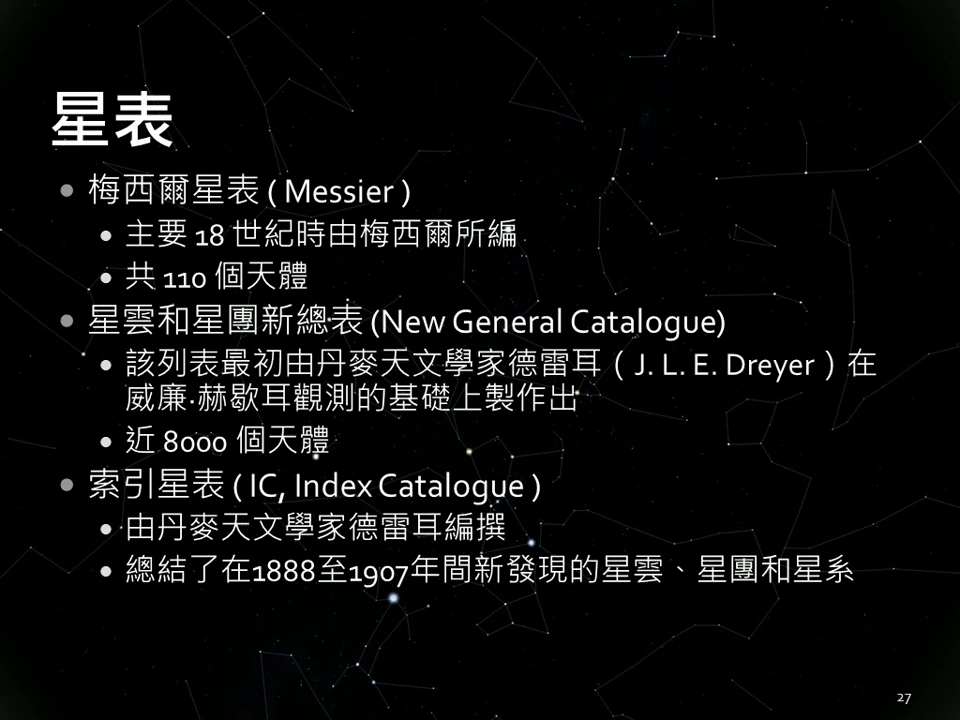 星表
梅西爾星表 ( Messier )
主要 18 世紀時由梅西爾所編
共 110 個天體
星雲和星團新總表 (New General Catalogue)
該列表最初由丹麥天文學家德雷耳（ J. L. E. Dreyer ）在
威廉·赫歇耳觀測的基礎上製作出
近 8000 個天體
索引星表 ( IC, Index Catalogue )
由丹麥天文學家德雷耳編撰
總結了在1888至1907年間新發現的星雲、星團和星系
27